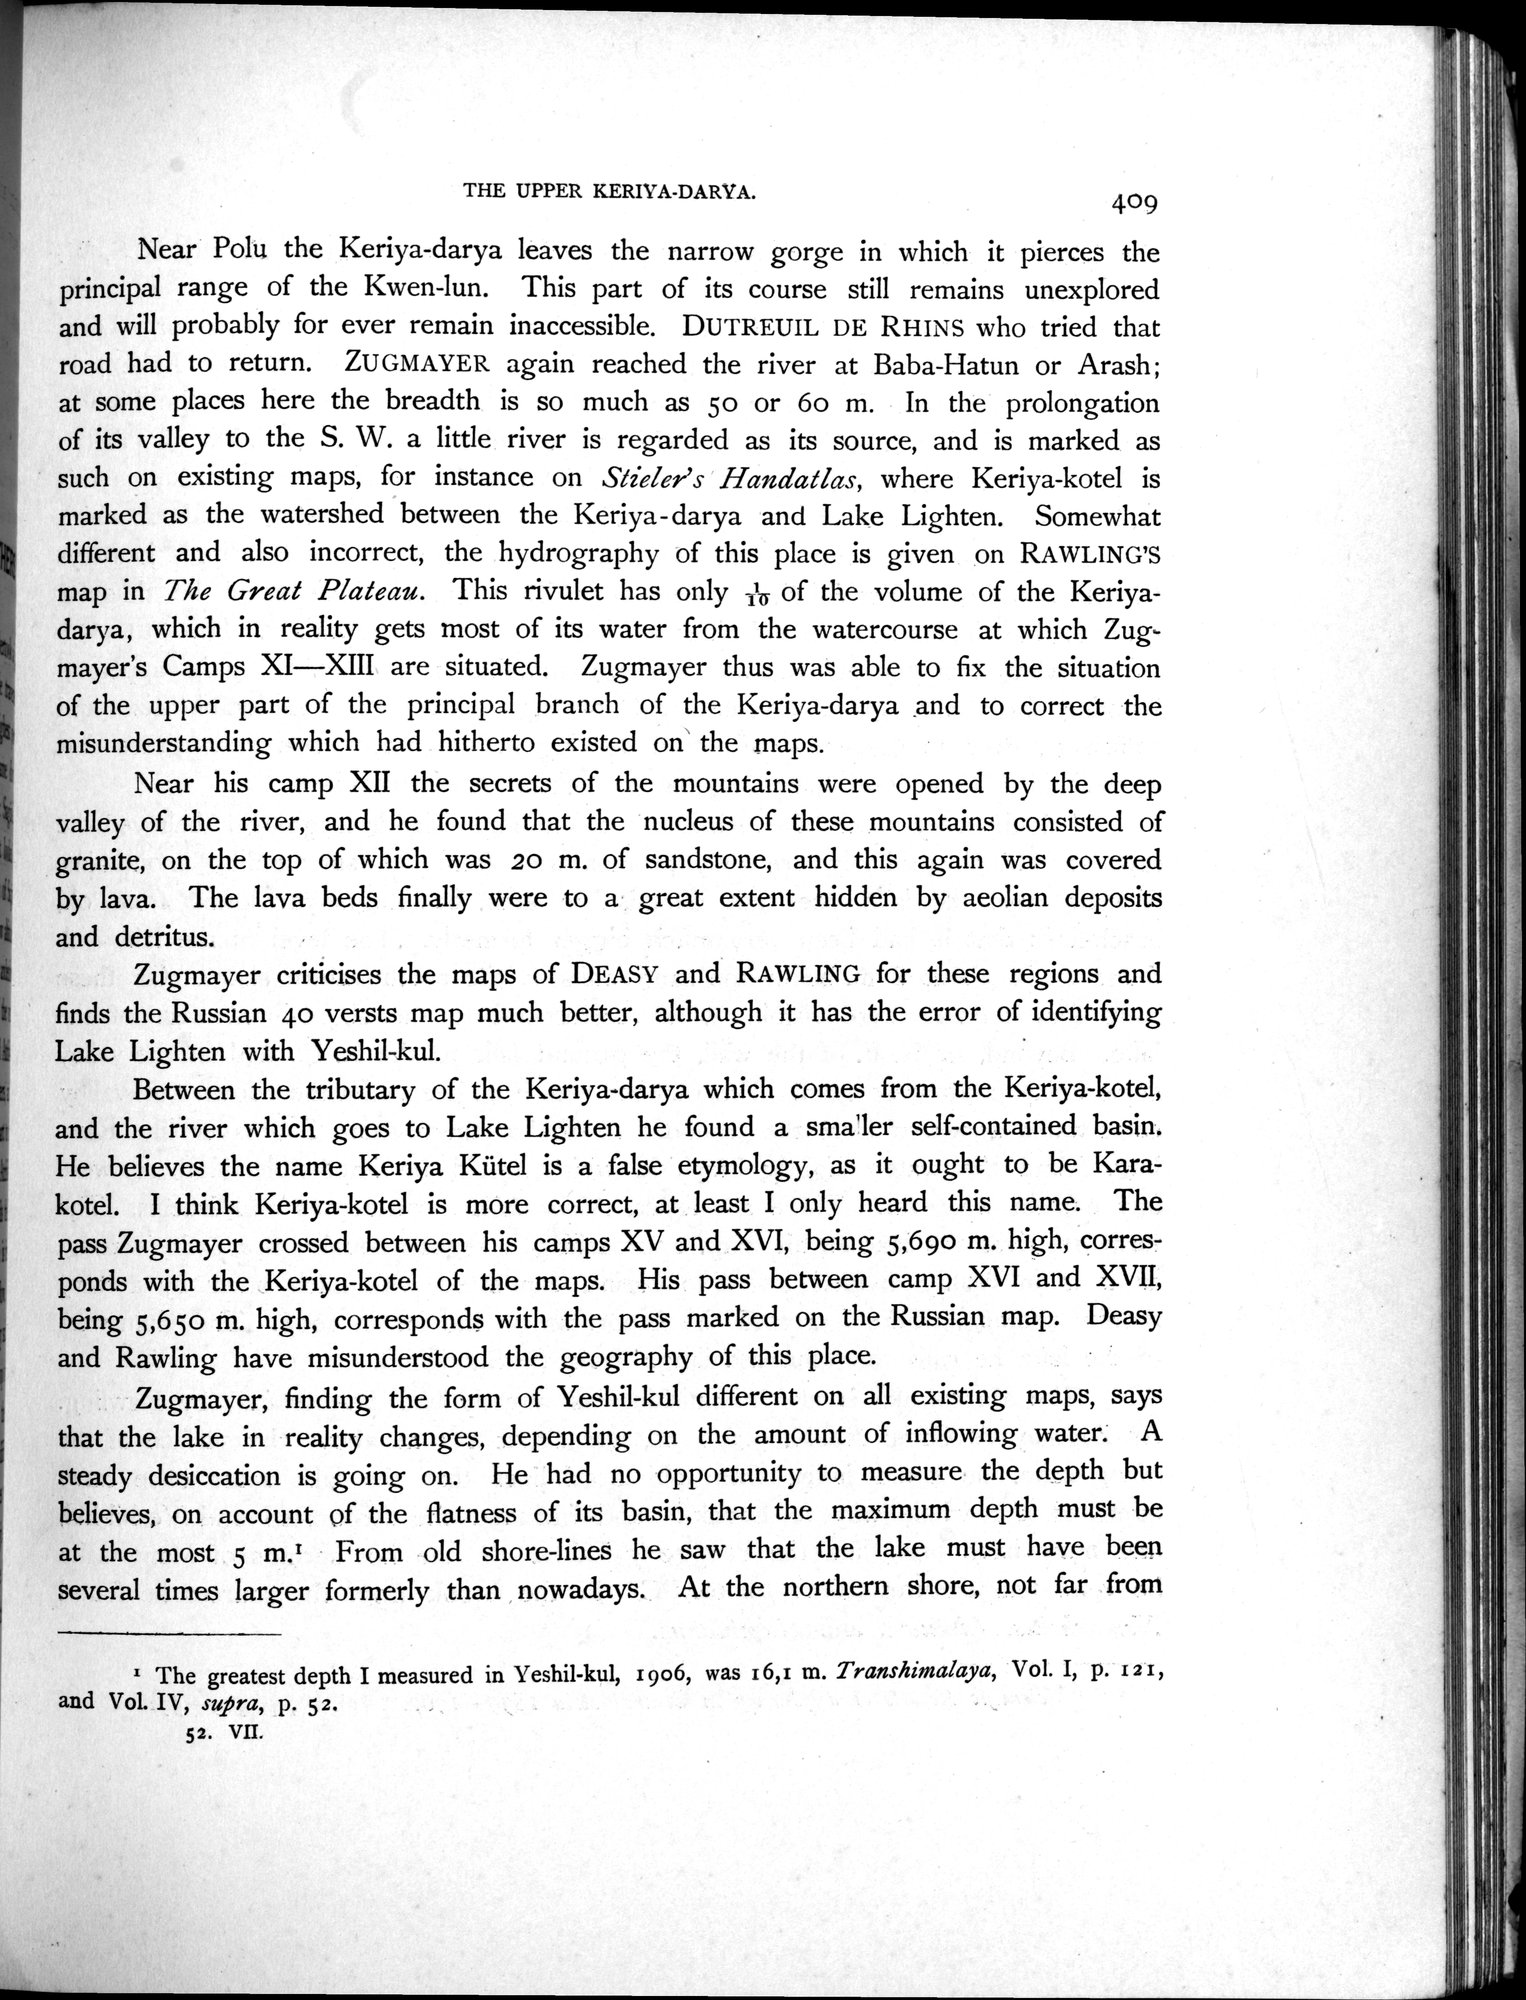 THE UPPER KERIYA-DARYA.
409
Near Polu the Keriya-darya leaves the narrow gorge in which it pierces the
principal range of the Kwen-lun. This part of its course still remains unexplored
and will probably for ever remain inaccessible. DUTREUIL DE RHINS who tried that
road had to return. ZUGMAYER again reached the river at Baba-Hatun or Arash;
at some places here the breadth is so much as 50 or 60 m. In the prolongation
of its valley to the S. W. a little river is regarded as its source, and is marked as
such on existing maps, for instance on Stieler's Handatlas, where Keriya-kotel is
marked as the watershed between the Keriya-darya and Lake Lighten. Somewhat
different and also incorrect, the hydrography of this place is given on RAWLING'S
map in The Great Plateau. This rivulet has only 1/10 of the volume of the Keriya-
darya, which in reality gets most of its water from the watercourse at which Zug-
mayer's Camps XI—XIII are situated. Zugmayer thus was able to fix the situation
of the upper part of the principal branch of the Keriya-darya and to correct the
misunderstanding which had hitherto existed on the maps.
Near his camp XII the secrets of the mountains were opened by the deep
valley of the river, and he found that the nucleus of these mountains consisted of
granite, on the top of which was 20 m. of sandstone, and this again was covered
by lava. The lava beds finally were to a great extent hidden by aeolian deposits
and detritus.
Zugmayer criticises the maps of DEASY and RAWLING for these regions and
finds the Russian 40 versts map much better, although it has the error of identifying
Lake Lighten with Yeshil-kul.
Between the tributary of the Keriya-darya which comes from the Keriya-kotel,
and the river which goes to Lake Lighten he found a smaller self-contained basin.
He believes the name Keriya Kütel is a false etymology, as it ought to be Kara-
kotel. I think Keriya-kotel is more correct, at least I only heard this name. The
pass Zugmayer crossed between his camps XV and XVI, being 5,690 m. high, corres-
ponds with the Keriya-kotel of the maps. His pass between camp XVI and XVII,
being 5,650 m. high, corresponds with the pass marked on the Russian map. Deasy
and Rawling have misunderstood the geography of this place.
Zugmayer, finding the form of Yeshil-kul different on all existing maps, says
that the lake in reality changes, depending on the amount of inflowing water. A
steady desiccation is going on. He had no opportunity to measure the depth but
believes, on account of the flatness of its basin, that the maximum depth must be
at the most 5 m.¹ From old shore-lines he saw that the lake must have been
several times larger formerly than nowadays. At the northern shore, not far from
¹ The greatest depth I measured in Yeshil-kul, 1906, was 16,1 m. Transhimalaya, Vol. I, p. 121,
and Vol. IV, supra, p. 52.
52. VII.